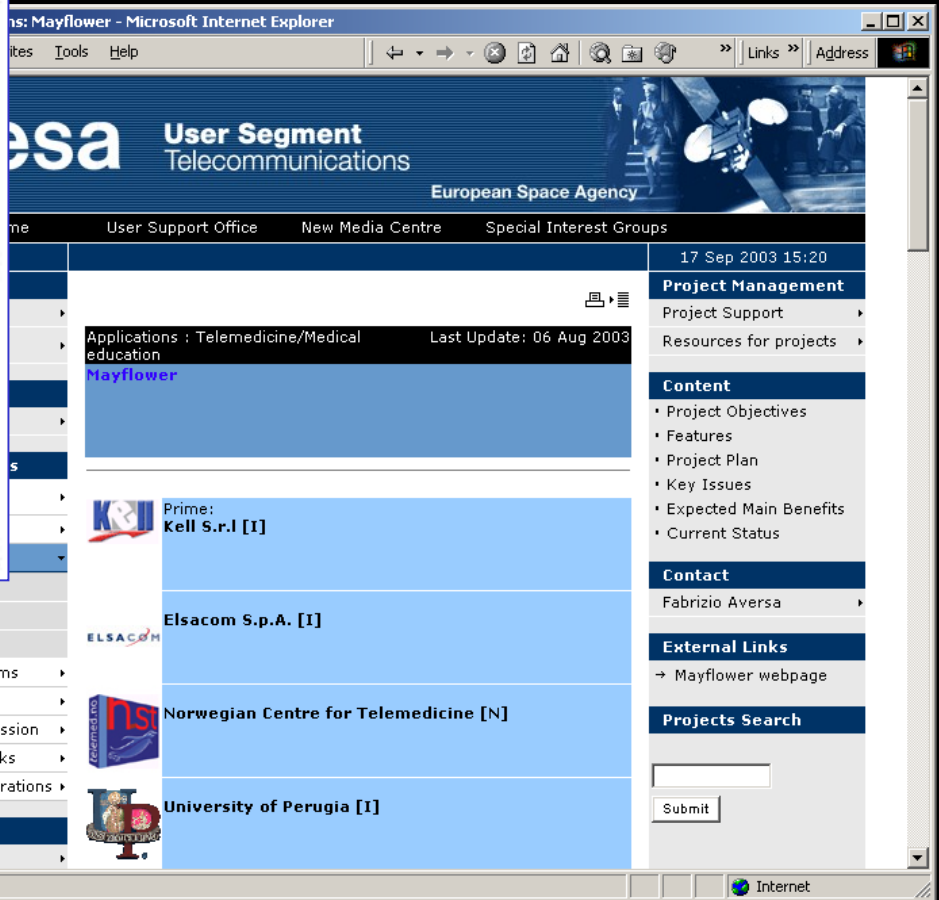 ns: Mayflower - Microsoft Internet Explorer
ites Tools Help
» Links » Address
esa User Segment
Telecommunications
European Space Agency
me User Support Office New Media Centre Special Interest Groups
17 Sep 2003 15:20
Applications : Telemedicine/Medical education Last Update: 06 Aug 2003
Mayflower
Prime:
Kell S.r.l [I]
ELSACOM
Elsacom S.p.A. [I]
telemed.no
nst
Norwegian Centre for Telemedicine [N]
University of Perugia [I]
s
ms
ssion
ks
rations
Project Management
Project Support
Resources for projects
Content
• Project Objectives
• Features
• Project Plan
• Key Issues
• Expected Main Benefits
• Current Status
Contact
Fabrizio Aversa
External Links
→ Mayflower webpage
Projects Search
Submit
Internet